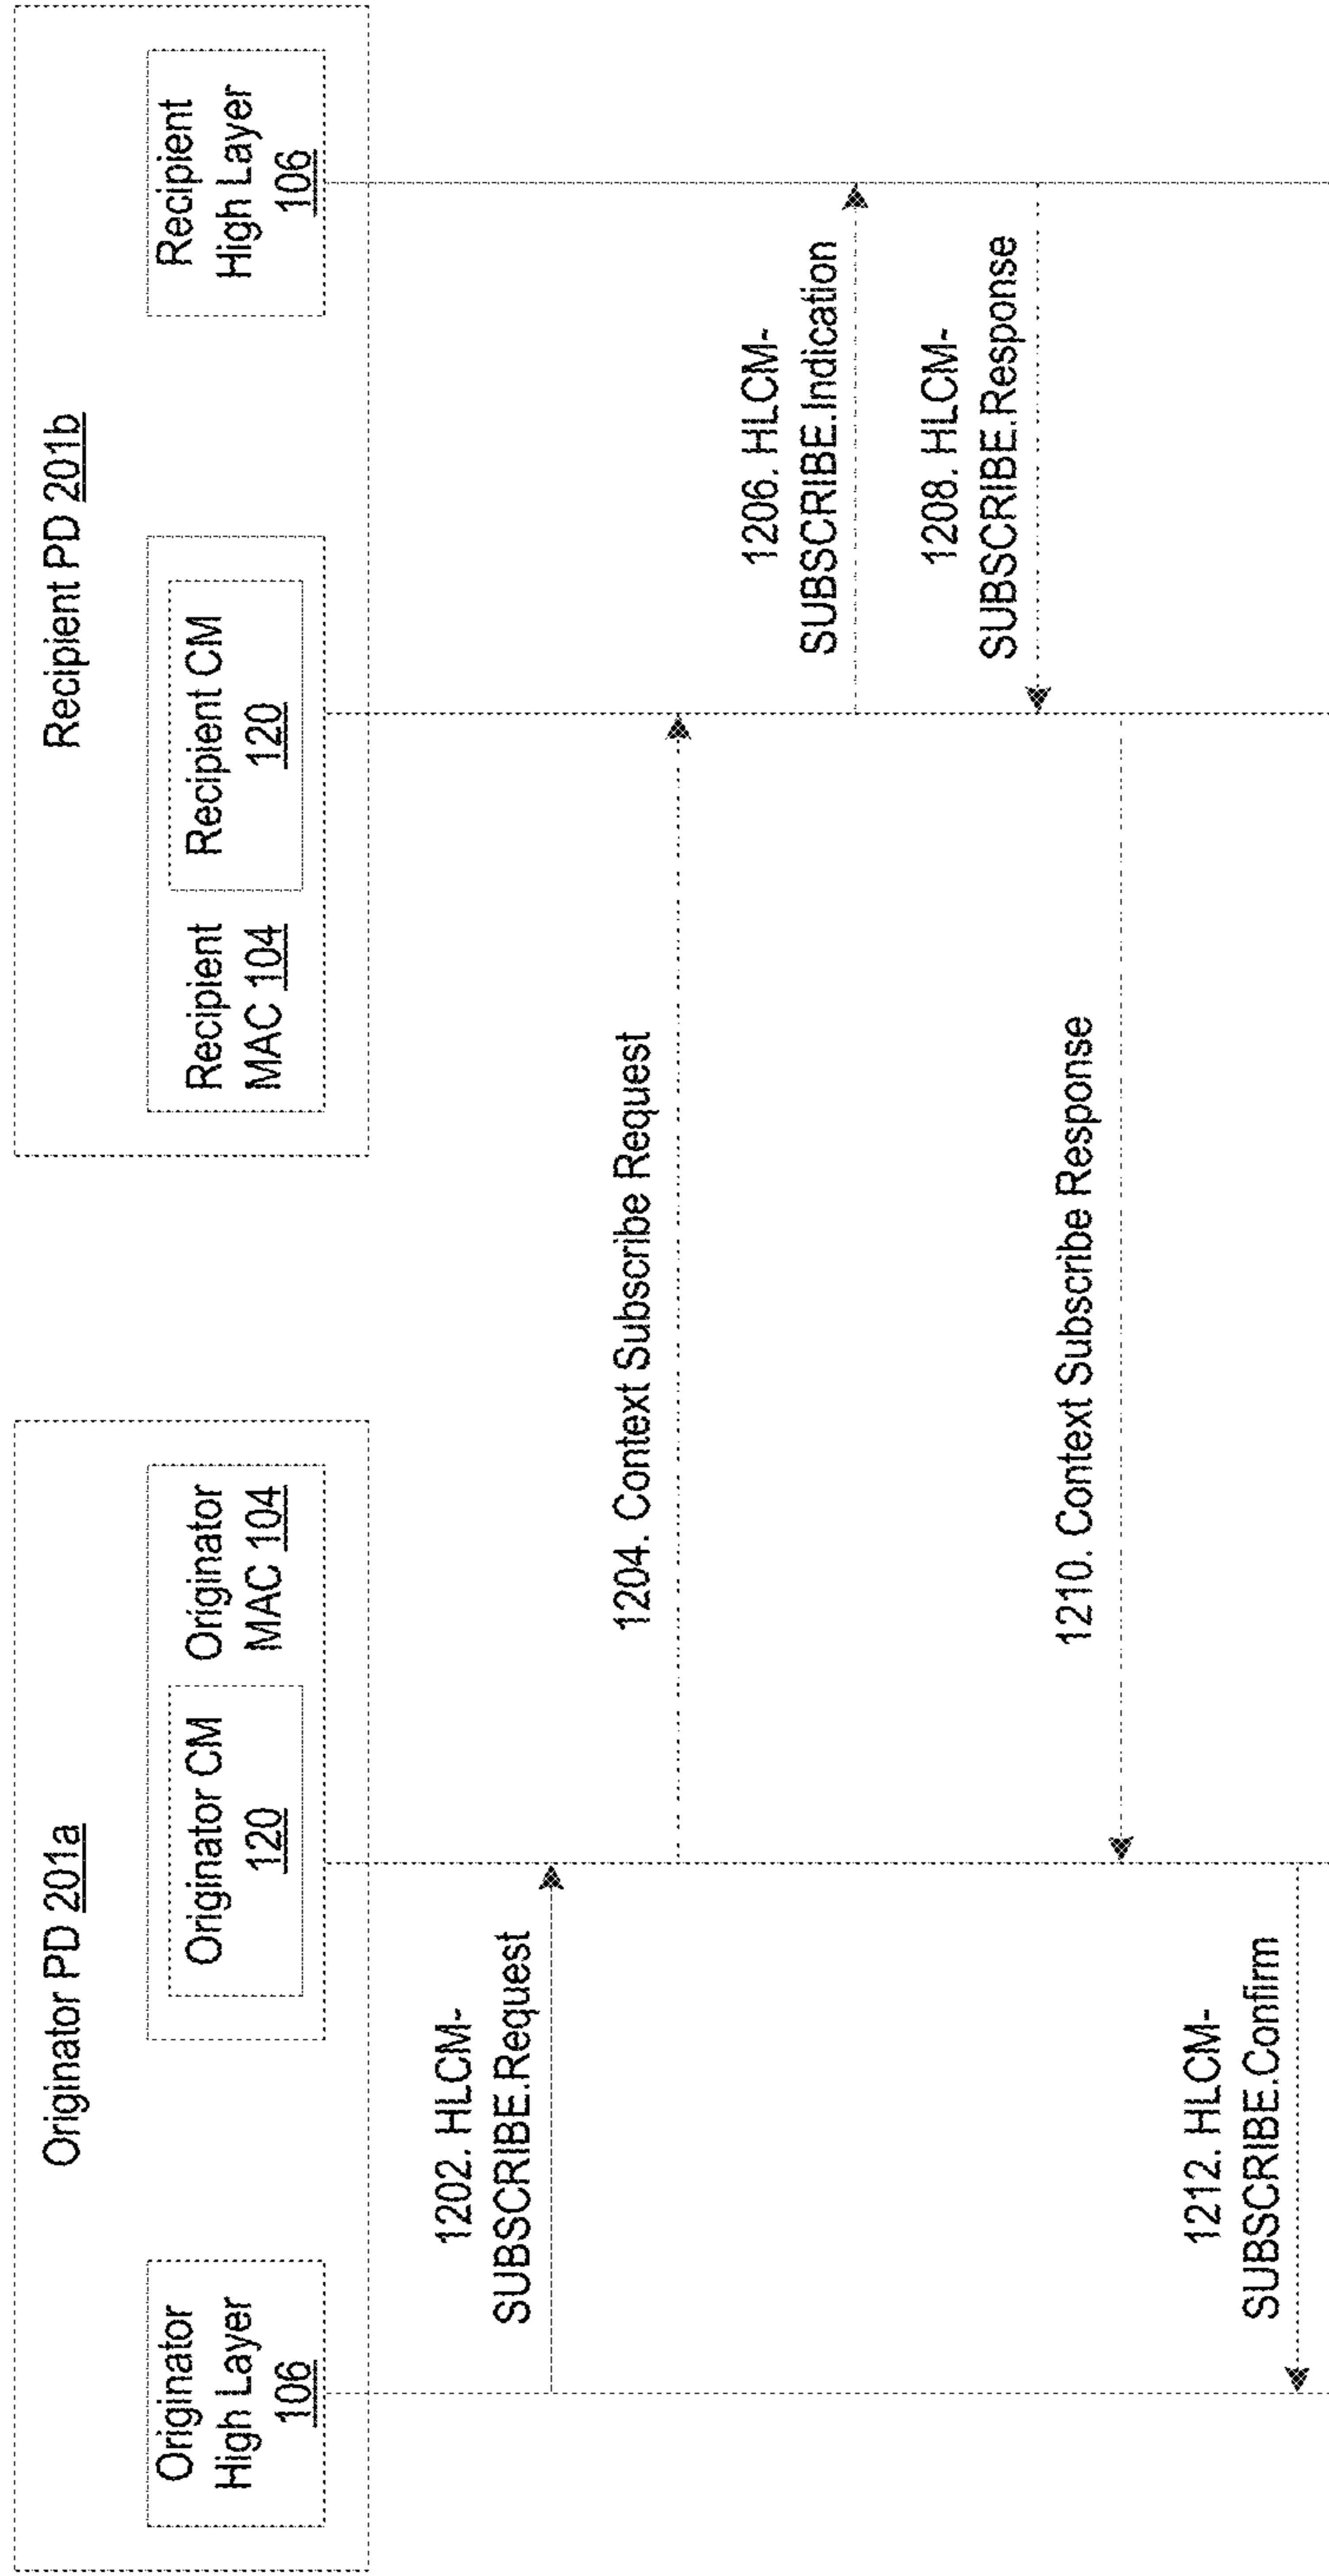 Originator PD 201a
Originator
High Layer
106
Originator CM
120
Originator
MAC 104
Recipient PD 201b
Recipient
MAC 104
Recipient CM
120
Recipient
High Layer
106
1202. HLCM-
SUBSCRIBE.Request
1204. Context Subscribe Request
1206. HLCM-
SUBSCRIBE.Indication
1208. HLCM-
SUBSCRIBE.Response
1210. Context Subscribe Response
1212. HLCM-
SUBSCRIBE.Confirm